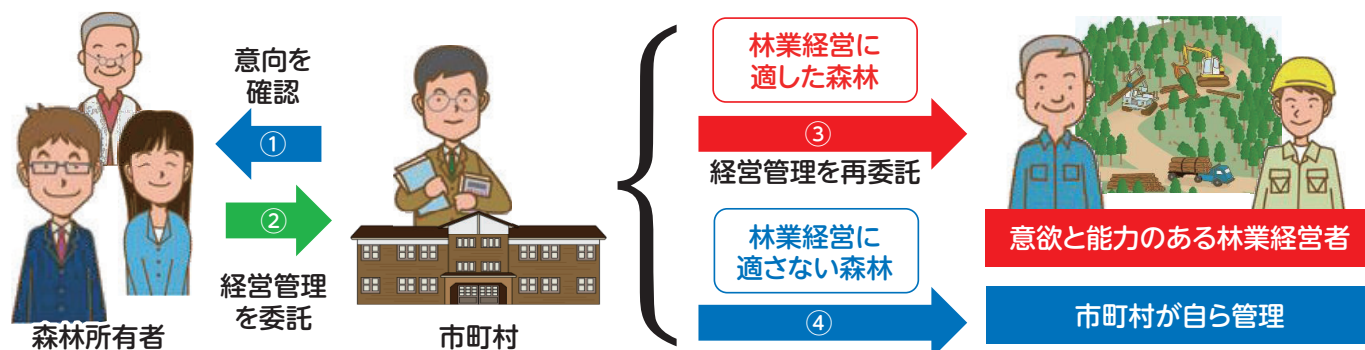 意向を
確認
①
②
経営管理
を委託
森林所有者
市町村
林業経営に
適した森林
③
経営管理を再委託
林業経営に
適さない森林
④
意欲と能力のある林業経営者
市町村が自ら管理